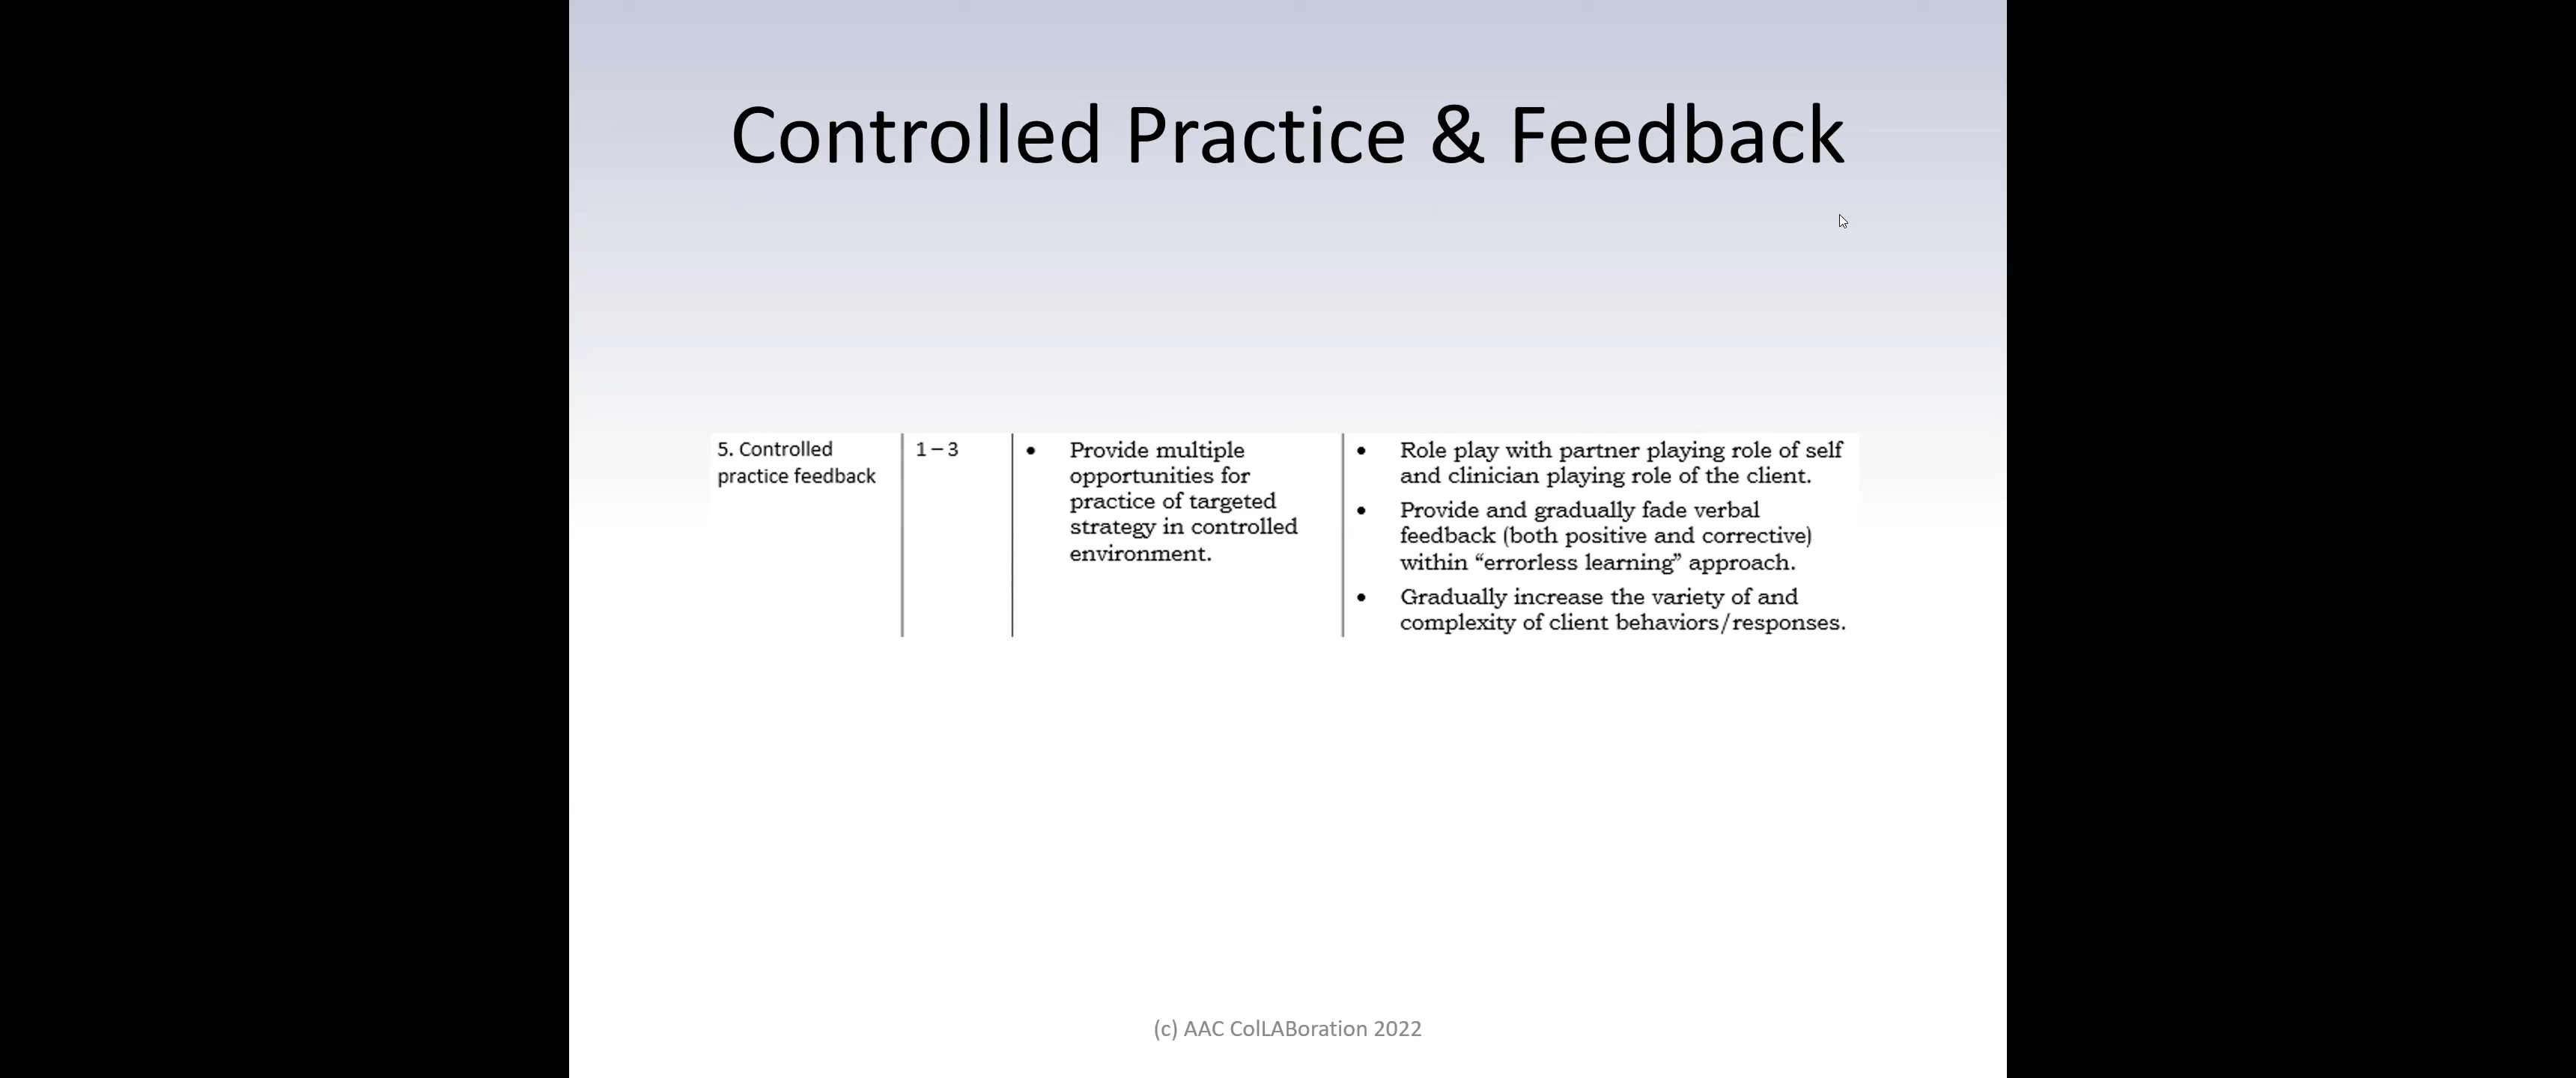 Controlled Practice & Feedback
5. Controlled
practice feedback
1 – 3
• Provide multiple
opportunities for
practice of targeted
strategy in controlled
environment.
• Role play with partner playing role of self
and clinician playing role of the client.
• Provide and gradually fade verbal
feedback (both positive and corrective)
within “errorless learning” approach.
• Gradually increase the variety of and
complexity of client behaviors/responses.
(c) AAC ColLABoration 2022